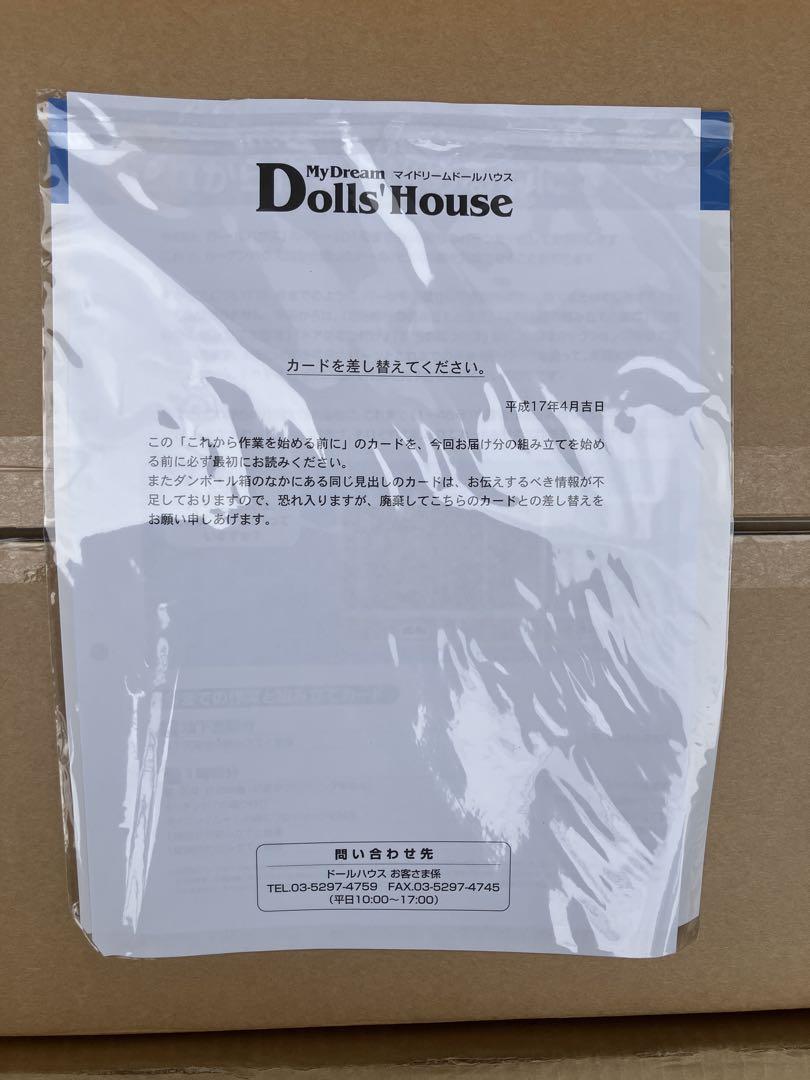 My Dream マイドリームドールハウス
Dolls' House
カードを差し替えてください。
平成17年4月吉日
この「これから作業を始める前に」のカードを、今回お届け分の組み立てを始め
る前に必ず最初にお読みください。
またダンボール箱のなかにある同じ見出しのカードは、お伝えするべき情報が不
足しておりますので、恐れ入りますが、廃棄してこちらのカードとの差し替えを
お願い申しあげます。
問い合わせ先
ドールハウス お客さま係
TEL.03-5297-4759 FAX.03-5297-4745
（平日10:00〜17:00）